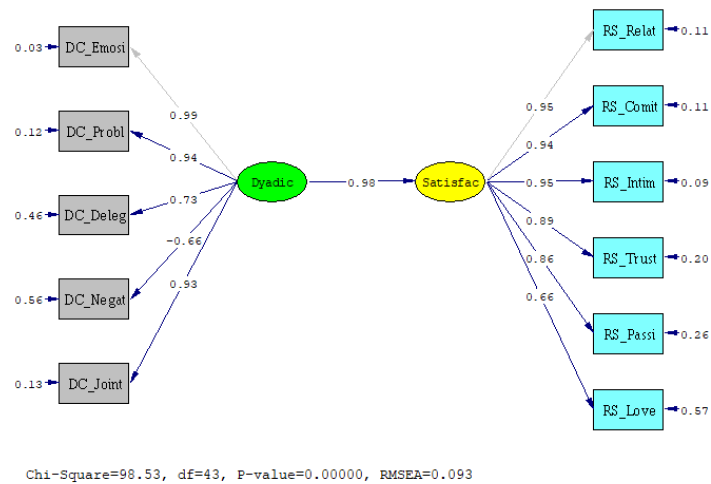 0.03 DC_Emosi
0.12 DC_Probl
0.46 DC_Deleg
0.56 DC_Negat
0.13 DC_Joint
0.99
0.94
0.73
-0.66
0.93
Dyadic
0.98
Satisfac
0.95
0.94
0.95
0.89
0.86
0.66
RS_Relat 0.11
RS_Comit 0.11
RS_Intim 0.09
RS_Trust 0.20
RS_Passi 0.26
RS_Love 0.57
Chi-Square=98.53, df=43, P-value=0.00000, RMSEA=0.093